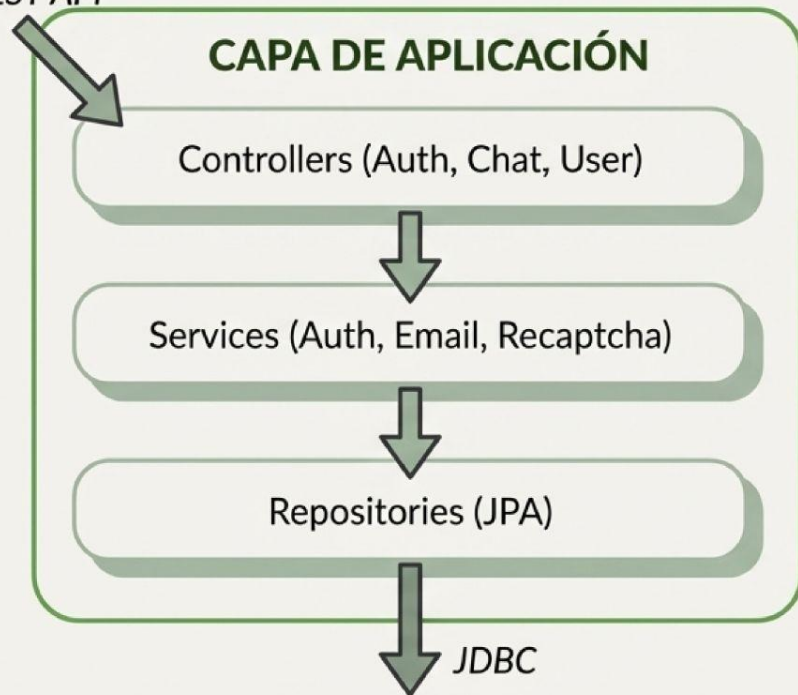 CAPA DE APLICACIÓN
Controllers (Auth, Chat, User)
Services (Auth, Email, Recaptcha)
Repositories (JPA)
JDBC